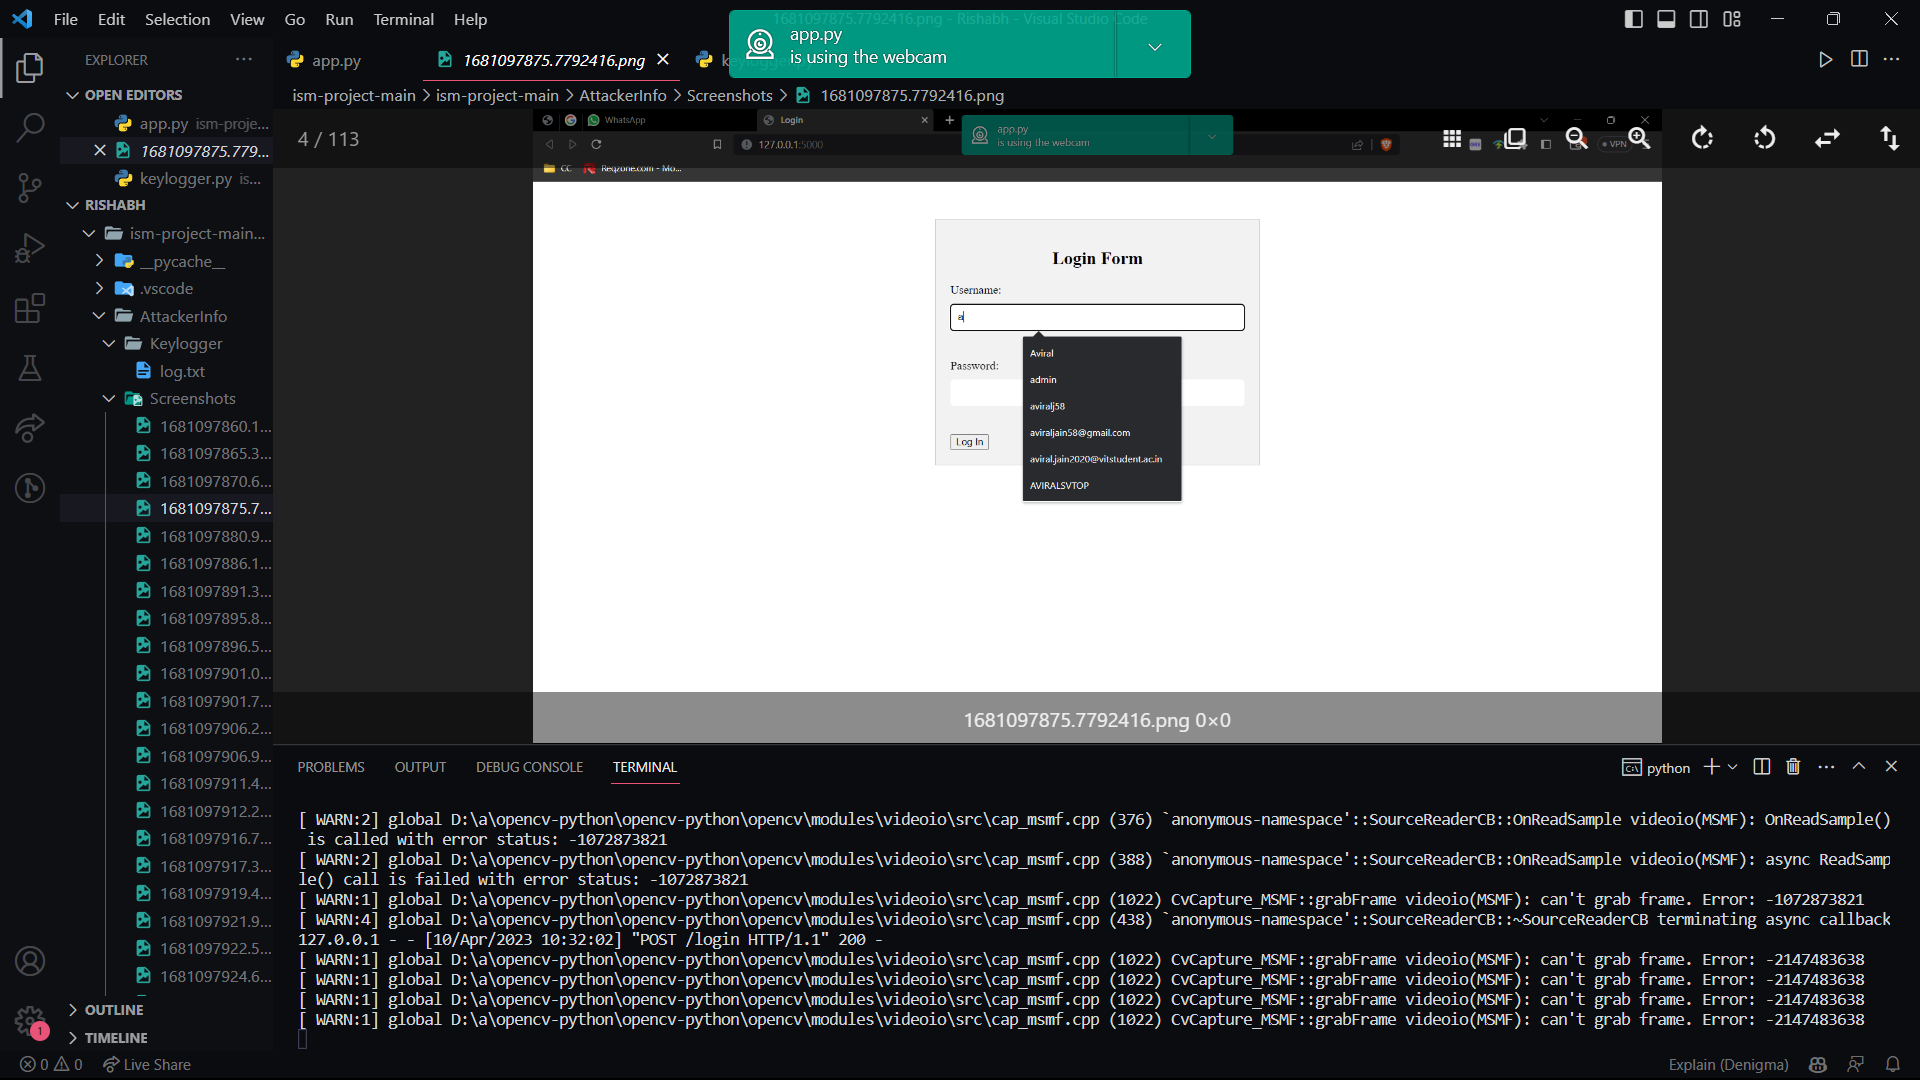 File Edit Selection View Go Run Terminal Help
1681097875.7792416.png - Rishabh - Visual Studio Code
app.py
is using the webcam
EXPLORER
app.py
1681097875.7792416.png
OPEN EDITORS
app.py ism-proje...
1681097875.779...
keylogger.py is...
RISHABH
ism-project-main...
__pycache__
.vscode
AttackerInfo
Keylogger
log.txt
Screenshots
1681097860.1...
1681097865.3...
1681097870.6...
1681097875.7...
1681097880.9...
1681097886.1...
1681097891.3...
1681097895.8...
1681097896.5...
1681097901.0...
1681097901.7...
1681097906.2...
1681097906.9...
1681097911.4...
1681097912.2...
1681097916.7...
1681097917.3...
1681097919.4...
1681097921.9...
1681097922.5...
1681097924.6...
OUTLINE
TIMELINE
ism-project-main > ism-project-main > AttackerInfo > Screenshots > 1681097875.7792416.png
4 / 113
WhatsApp
Login
app.py
is using the webcam
127.0.0.1:5000
VPN
CC
Reqzone.com - Mo...
Login Form
Username:
a
Aviral
Password:
admin
aviralj58
aviraljain58@gmail.com
Log In
aviral.jain2020@vitstudent.ac.in
AVIRALSVTOP
1681097875.7792416.png 0×0
PROBLEMS OUTPUT DEBUG CONSOLE TERMINAL
python
[ WARN:2] global D:\a\opencv-python\opencv-python\opencv\modules\videoio\src\cap_msmf.cpp (376) `anonymous-namespace'::SourceReaderCB::OnReadSample videoio(MSMF): OnReadSample()
is called with error status: -1072873821
[ WARN:2] global D:\a\opencv-python\opencv-python\opencv\modules\videoio\src\cap_msmf.cpp (388) `anonymous-namespace'::SourceReaderCB::OnReadSample videoio(MSMF): async ReadSamp
le() call is failed with error status: -1072873821
[ WARN:1] global D:\a\opencv-python\opencv-python\opencv\modules\videoio\src\cap_msmf.cpp (1022) CvCapture_MSMF::grabFrame videoio(MSMF): can't grab frame. Error: -1072873821
[ WARN:4] global D:\a\opencv-python\opencv-python\opencv\modules\videoio\src\cap_msmf.cpp (438) `anonymous-namespace'::SourceReaderCB::~SourceReaderCB terminating async callback
127.0.0.1 - - [10/Apr/2023 10:32:02] "POST /login HTTP/1.1" 200 -
[ WARN:1] global D:\a\opencv-python\opencv-python\opencv\modules\videoio\src\cap_msmf.cpp (1022) CvCapture_MSMF::grabFrame videoio(MSMF): can't grab frame. Error: -2147483638
[ WARN:1] global D:\a\opencv-python\opencv-python\opencv\modules\videoio\src\cap_msmf.cpp (1022) CvCapture_MSMF::grabFrame videoio(MSMF): can't grab frame. Error: -2147483638
[ WARN:1] global D:\a\opencv-python\opencv-python\opencv\modules\videoio\src\cap_msmf.cpp (1022) CvCapture_MSMF::grabFrame videoio(MSMF): can't grab frame. Error: -2147483638
[ WARN:1] global D:\a\opencv-python\opencv-python\opencv\modules\videoio\src\cap_msmf.cpp (1022) CvCapture_MSMF::grabFrame videoio(MSMF): can't grab frame. Error: -2147483638
1
0 0 Live Share
Explain (Denigma)